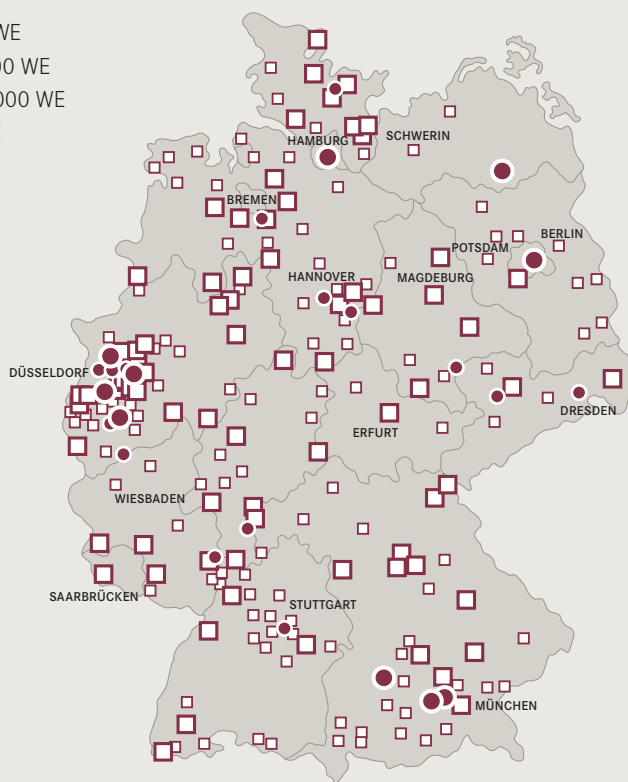 WE
00 WE
000 WE
SCHWERIN
HAMBURG
BREMEN
BERLIN
POTSDAM
HANNOVER
MAGDEBURG
DÜSSELDORF
DRESDEN
ERFURT
WIESBADEN
SAARBRÜCKEN
STUTTGART
MÜNCHEN